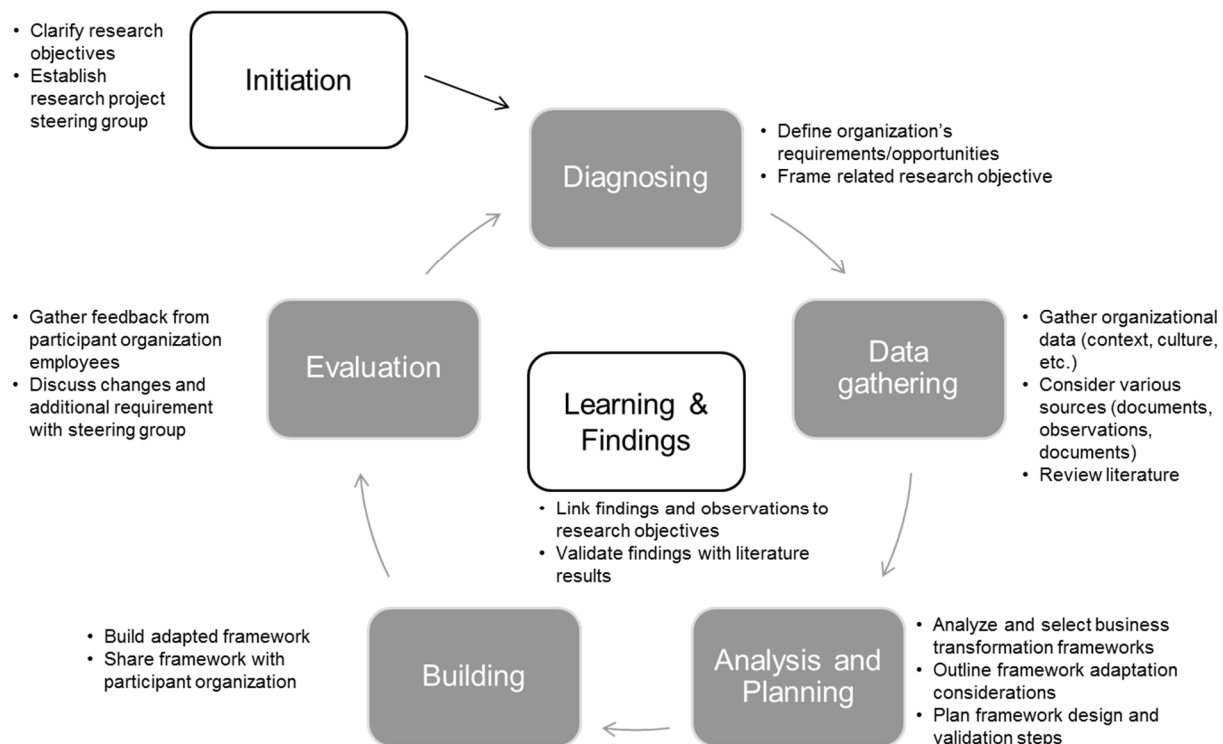 • Clarify research
objectives
• Establish
research project
steering group
Initiation
Diagnosing
• Define organization's
requirements/opportunities
• Frame related research objective
• Gather feedback from
participant organization
employees
• Discuss changes and
additional requirement
with steering group
Evaluation
Data
gathering
• Gather organizational
data (context, culture,
etc.)
• Consider various
sources (documents,
observations,
documents)
• Review literature
Learning &
Findings
• Link findings and observations to
research objectives
• Validate findings with literature
results
• Build adapted framework
• Share framework with
participant organization
Building
Analysis and
Planning
• Analyze and select business
transformation frameworks
• Outline framework adaptation
considerations
• Plan framework design and
validation steps